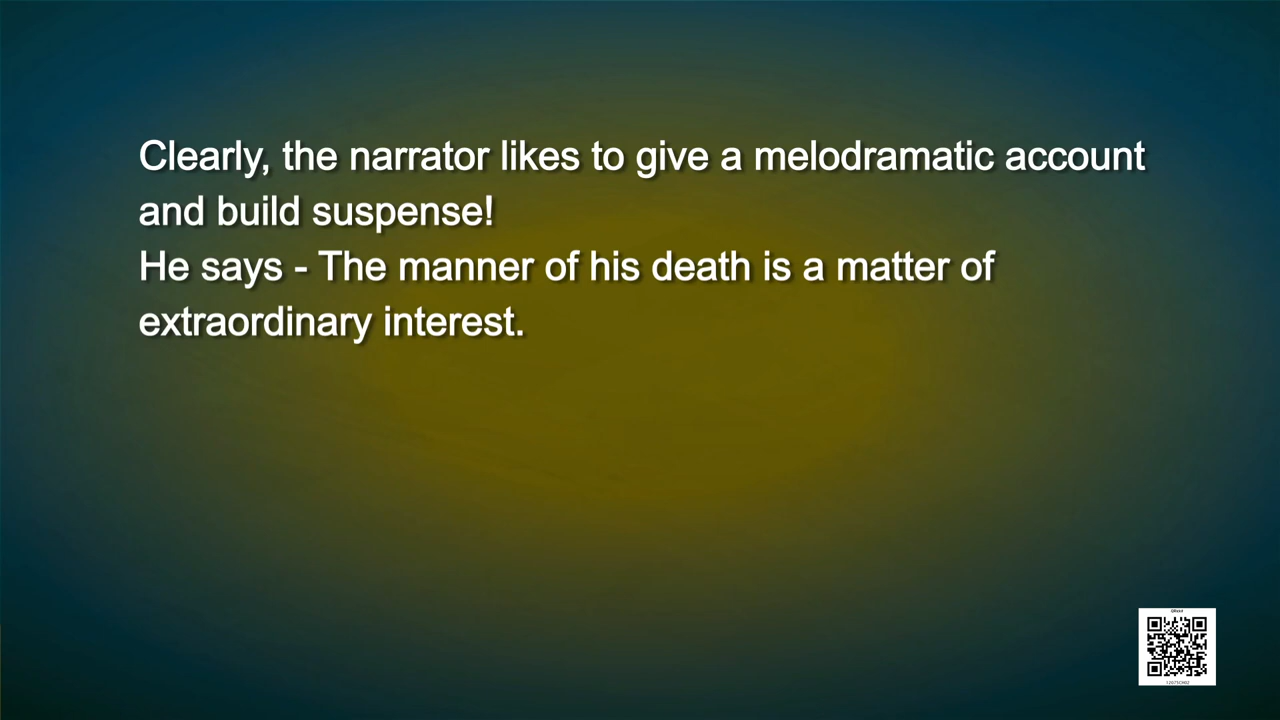 Clearly, the narrator likes to give a melodramatic account
and build suspense!
He says - The manner of his death is a matter of
extraordinary interest.